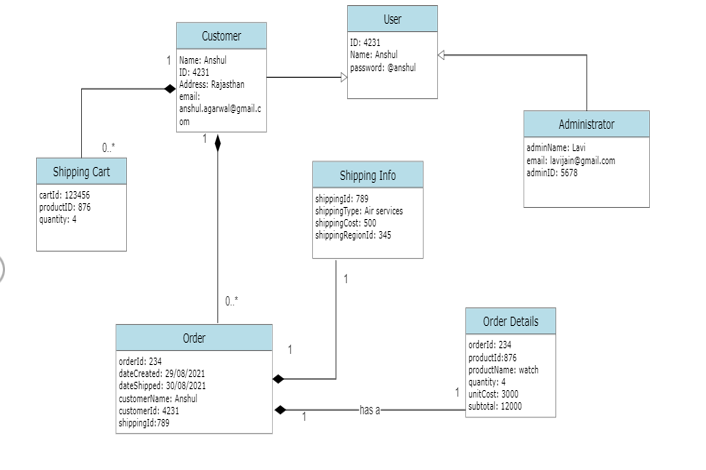 User
ID: 4231
Name: Anshul
password: @anshul
Customer
Name: Anshul
ID: 4231
Address: Rajasthan
email:
anshul.agarwal@gmail.c
om
1
1
0..*
Administrator
adminName: Lavi
email: lavijain@gmail.com
adminID: 5678
Shipping Cart
cartId: 123456
productID: 876
quantity: 4
Shipping Info
shippingId: 789
shippingType: Air services
shippingCost: 500
shippingRegionId: 345
1
0..*
1
Order
orderId: 234
dateCreated: 29/08/2021
dateShipped: 30/08/2021
customerName: Anshul
customerId: 4231
shippingId:789
Order Details
orderId: 234
productId:876
productName: watch
quantity: 4
unitCost: 3000
subtotal: 12000
1
has a
1